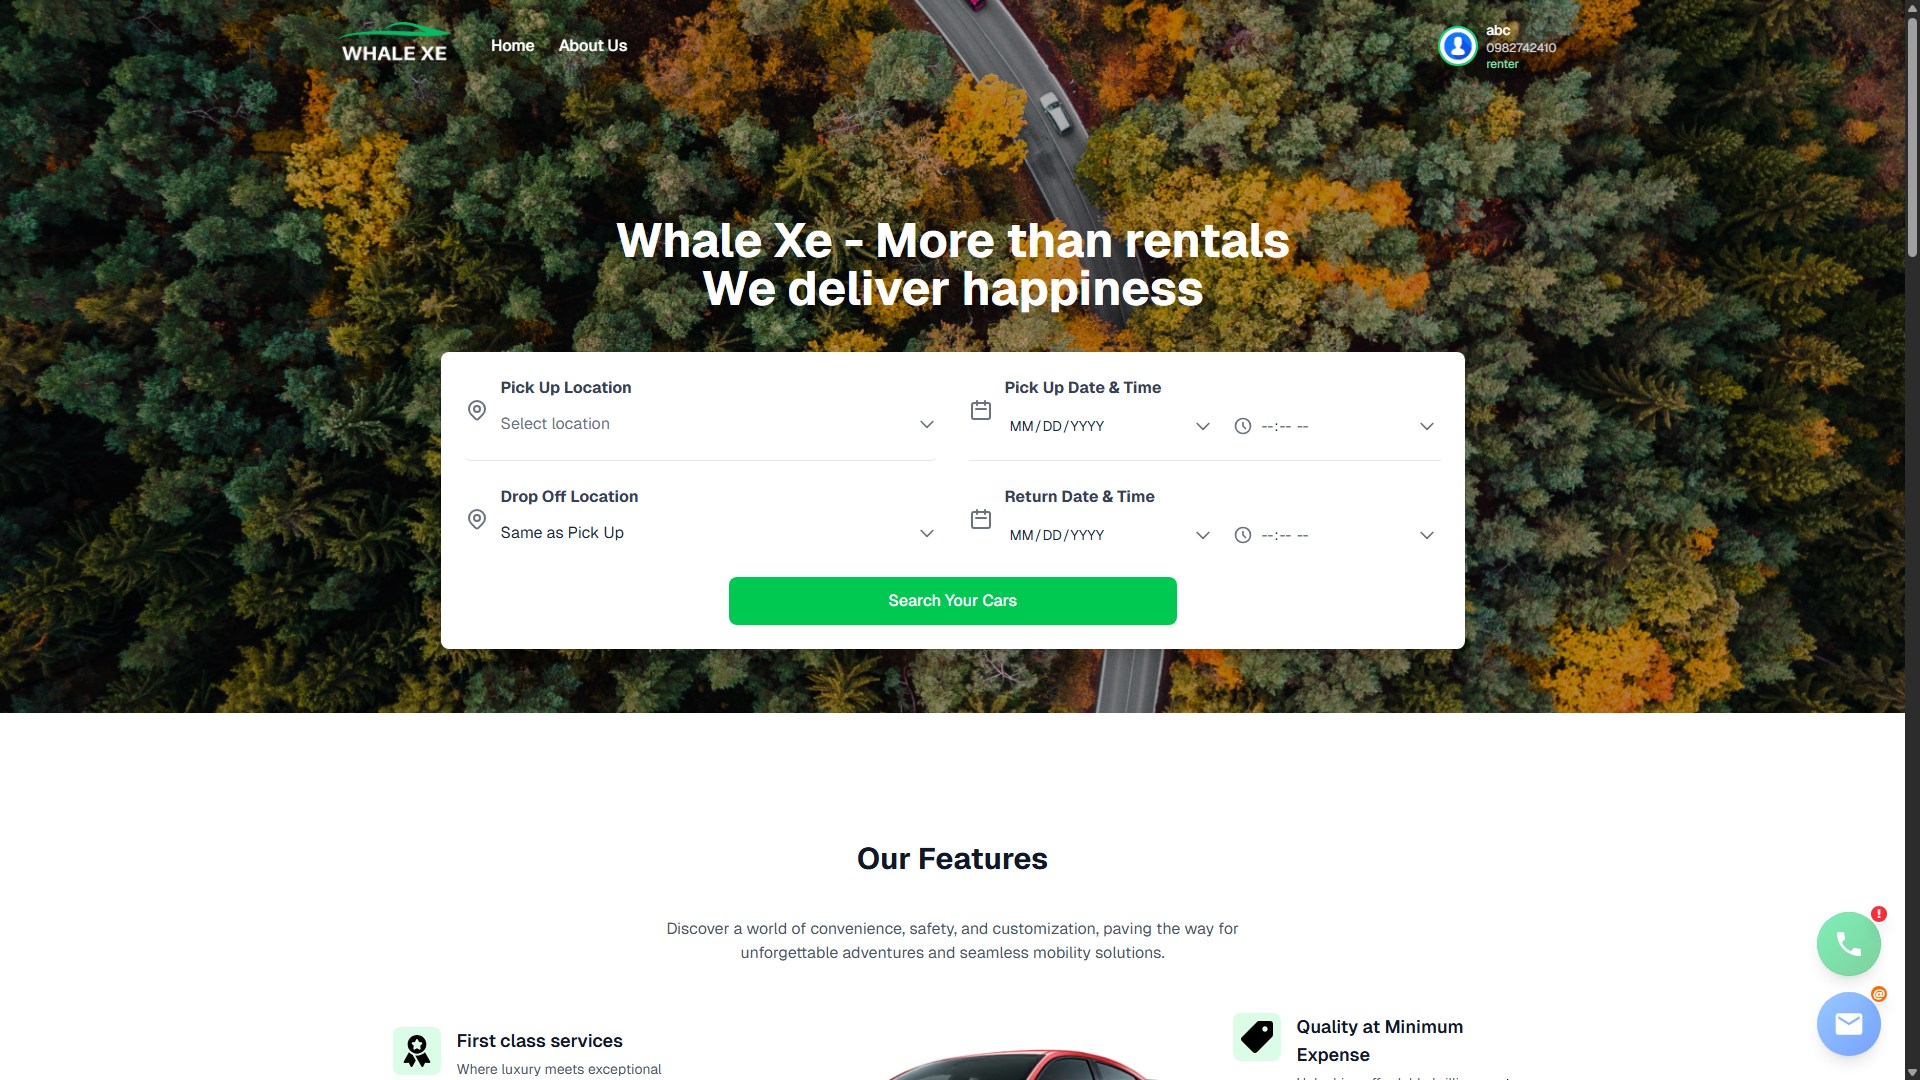 WHALE XE
Home
About Us
abc
0982742410
renter
Whale Xe - More than rentals
We deliver happiness
Pick Up Location
Select location
Pick Up Date & Time
MM/DD/YYYY
--:-- --
Drop Off Location
Same as Pick Up
Return Date & Time
MM/DD/YYYY
--:-- --
Search Your Cars
Our Features
Discover a world of convenience, safety, and customization, paving the way for
unforgettable adventures and seamless mobility solutions.
First class services
Where luxury meets exceptional
Quality at Minimum
Expense